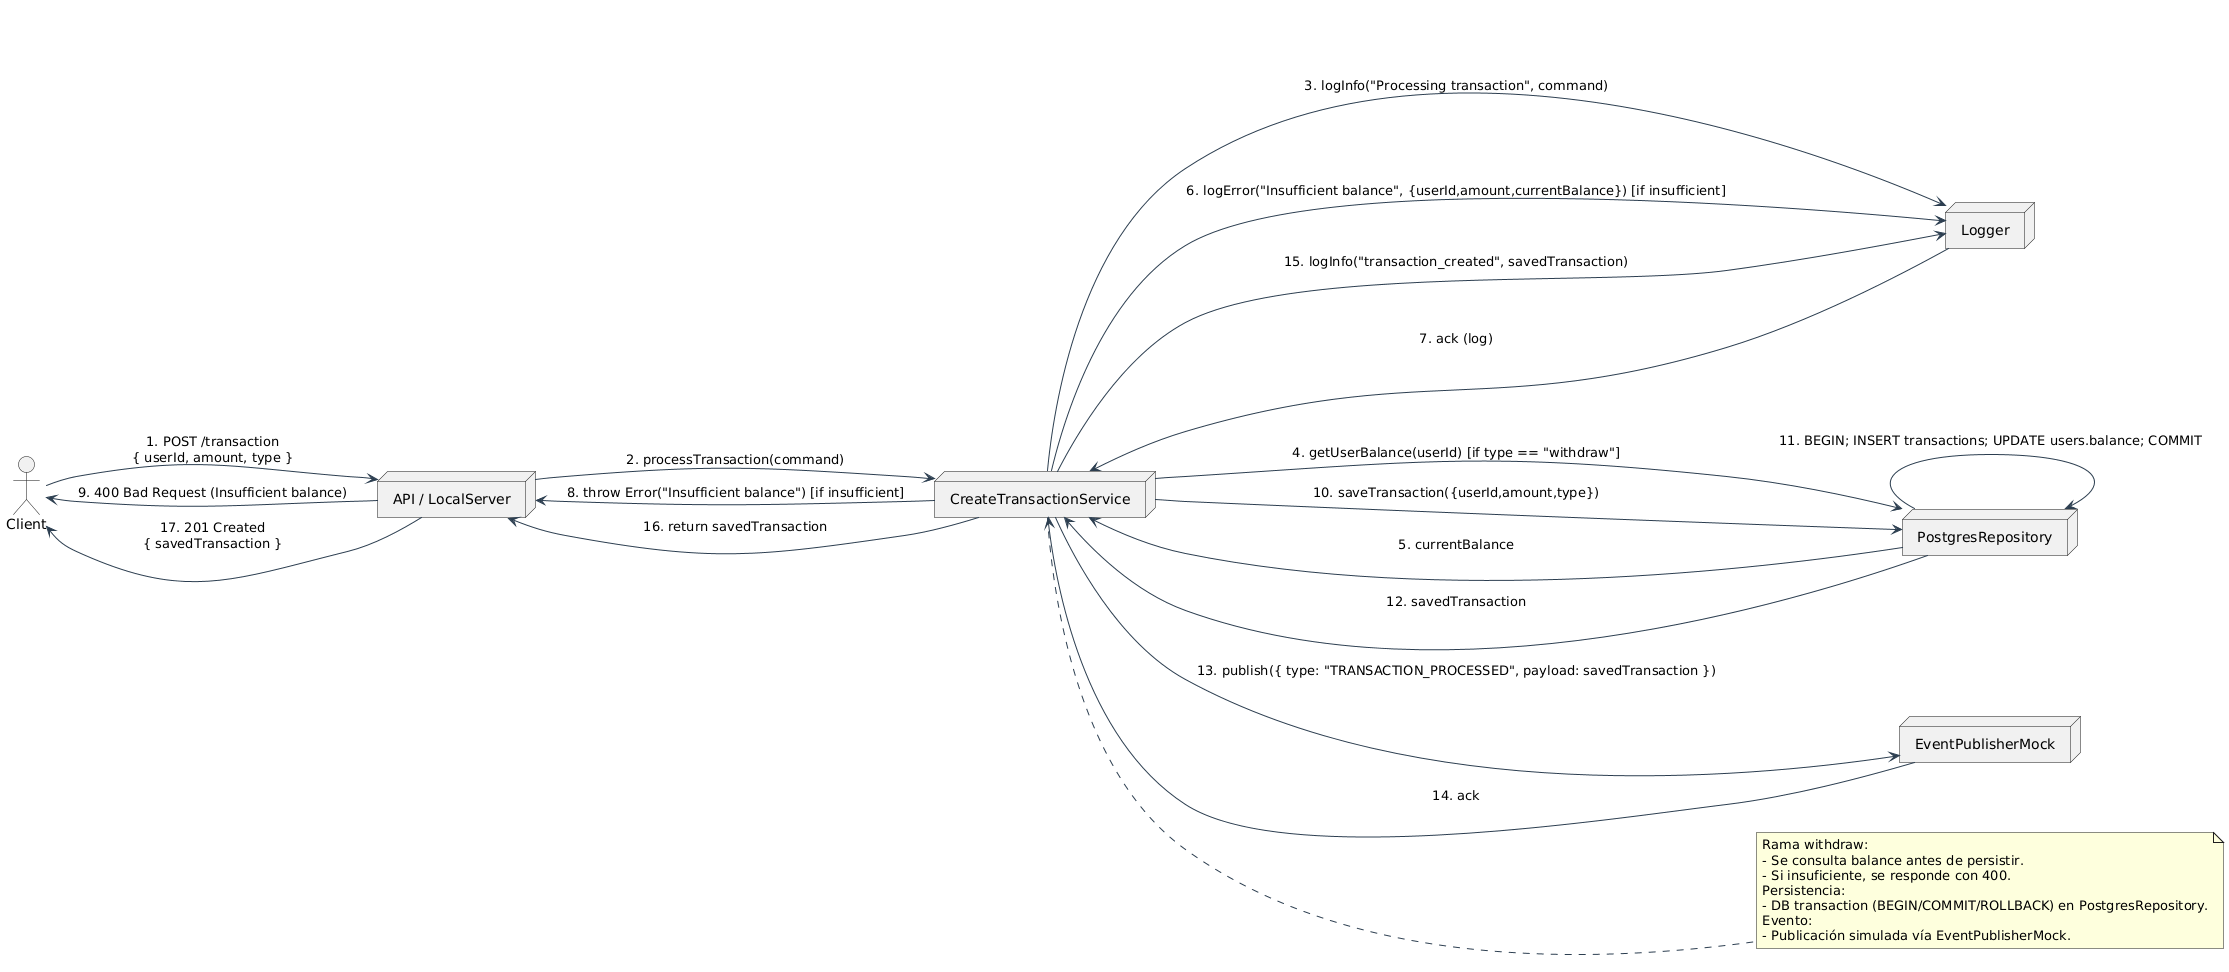 3. logInfo("Processing transaction", command)
6. logError("Insufficient balance", {userId,amount,currentBalance}) [if insufficient]
Logger
15. logInfo("transaction_created", savedTransaction)
7. ack (log)
1. POST /transaction
{ userId, amount, type }
9. 400 Bad Request (Insufficient balance)
Client
17. 201 Created
{ savedTransaction }
API / LocalServer
2. processTransaction(command)
8. throw Error("Insufficient balance") [if insufficient]
16. return savedTransaction
CreateTransactionService
4. getUserBalance(userId) [if type == "withdraw"]
10. saveTransaction({userId,amount,type})
5. currentBalance
12. savedTransaction
11. BEGIN; INSERT transactions; UPDATE users.balance; COMMIT
PostgresRepository
13. publish({ type: "TRANSACTION_PROCESSED", payload: savedTransaction })
EventPublisherMock
14. ack
Rama withdraw:
- Se consulta balance antes de persistir.
- Si insuficiente, se responde con 400.
Persistencia:
- DB transaction (BEGIN/COMMIT/ROLLBACK) en PostgresRepository.
Evento:
- Publicación simulada vía EventPublisherMock.